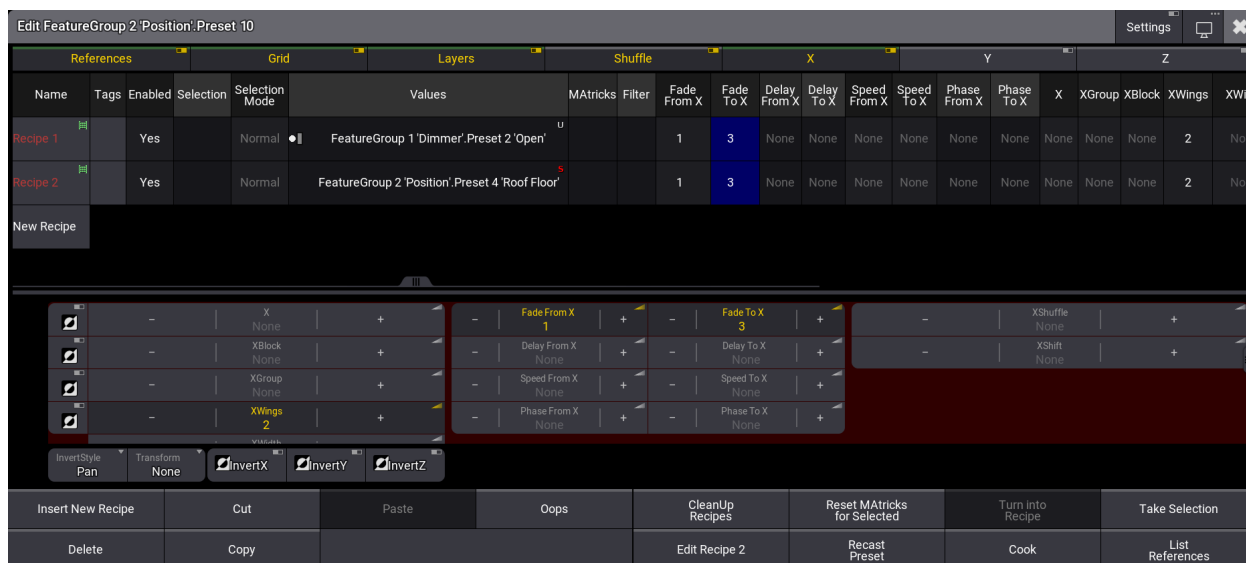 Edit FeatureGroup 2 'Position'.Preset 10 Settings
References Grid Layers Shuffle X Y Z
Name Tags Enabled Selection Selection Mode Values MAtricks Filter Fade From X Fade To X Delay From X Delay To X Speed From X Speed To X Phase From X Phase To X X XGroup XBlock XWings XWi
Recipe 1 Yes Normal FeatureGroup 1 'Dimmer'.Preset 2 'Open' U 1 3 None None None None None None None None None 2 No
Recipe 2 Yes Normal FeatureGroup 2 'Position'.Preset 4 'Roof Floor' S 1 3 None None None None None None None None None 2 No
New Recipe
− X None + − Fade From X 1 + − Fade To X 3 + − XShuffle None +
− XBlock None + − Delay From X None + − Delay To X None + − XShift None +
− XGroup None + − Speed From X None + − Speed To X None +
− XWings 2 + − Phase From X None + − Phase To X None +
XWidth
InvertStyle Pan Transform None InvertX InvertY InvertZ
Insert New Recipe Cut Paste Oops CleanUp Recipes Reset MAtricks for Selected Turn into Recipe Take Selection
Delete Copy Edit Recipe 2 Recast Preset Cook List References